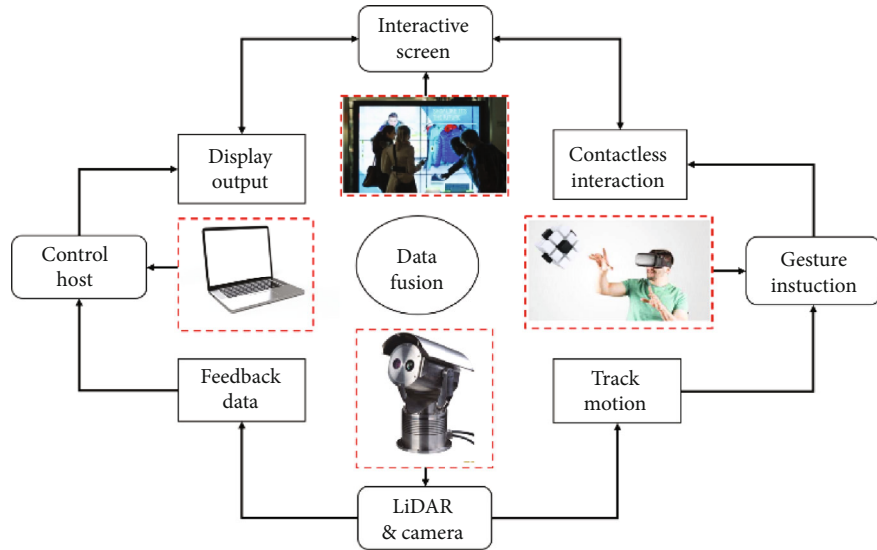 Interactive
screen
Display
output
Contactless
interaction
Control
host
Data
fusion
Gesture
instuction
Feedback
data
Track
motion
LiDAR
& camera